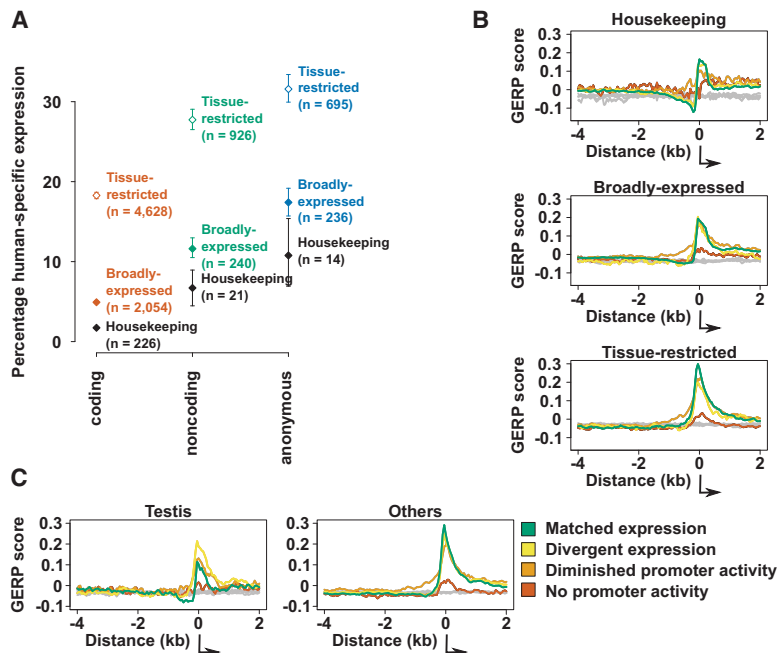 A
Percentage human-specific expression
30
20
10
0
Tissue-
restricted
(n = 4,628)
Broadly-
expressed
(n = 2,054)
Housekeeping
(n = 226)
Tissue-
restricted
(n = 926)
Broadly-
expressed
(n = 240)
Housekeeping
(n = 21)
Tissue-
restricted
(n = 695)
Broadly-
expressed
(n = 236)
Housekeeping
(n = 14)
coding
noncoding
anonymous
B
Housekeeping
GERP score
0.3
0.2
0.1
0
-0.1
-4 -2 0 2
Distance (kb)
Broadly-expressed
GERP score
0.3
0.2
0.1
0
-0.1
-4 -2 0 2
Distance (kb)
Tissue-restricted
GERP score
0.3
0.2
0.1
0
-0.1
-4 -2 0 2
Distance (kb)
C
Testis
GERP score
0.3
0.2
0.1
0
-0.1
-4 -2 0 2
Distance (kb)
Others
0.3
0.2
0.1
0
-0.1
-4 -2 0 2
Distance (kb)
Matched expression
Divergent expression
Diminished promoter activity
No promoter activity